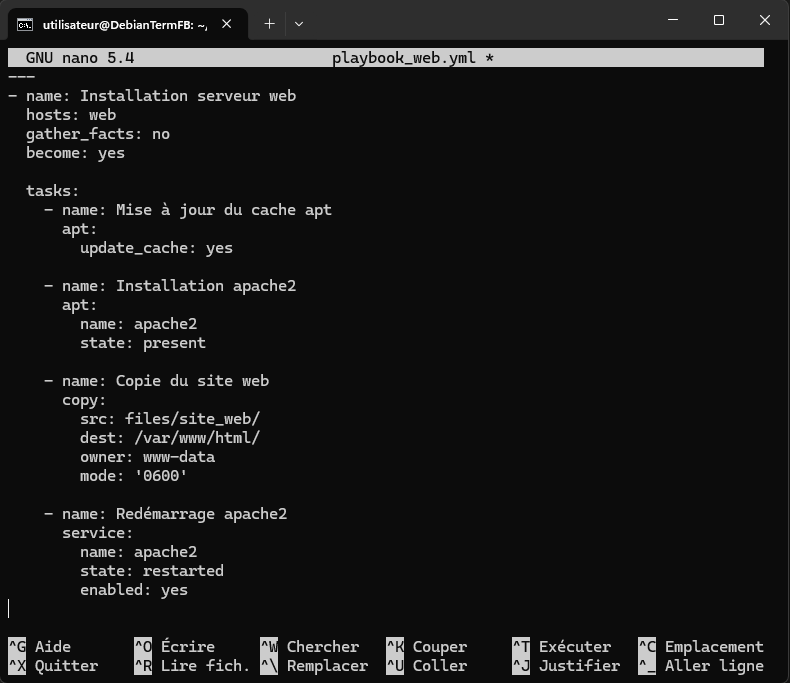 utilisateur@DebianTermFB: ~/
GNU nano 5.4 playbook_web.yml *
---
- name: Installation serveur web
  hosts: web
  gather_facts: no
  become: yes

  tasks:
    - name: Mise à jour du cache apt
      apt:
        update_cache: yes

    - name: Installation apache2
      apt:
        name: apache2
        state: present

    - name: Copie du site web
      copy:
        src: files/site_web/
        dest: /var/www/html/
        owner: www-data
        mode: '0600'

    - name: Redémarrage apache2
      service:
        name: apache2
        state: restarted
        enabled: yes

^G Aide ^O Écrire ^W Chercher ^K Couper ^T Exécuter ^C Emplacement
^X Quitter ^R Lire fich. ^\ Remplacer ^U Coller ^J Justifier ^_ Aller ligne